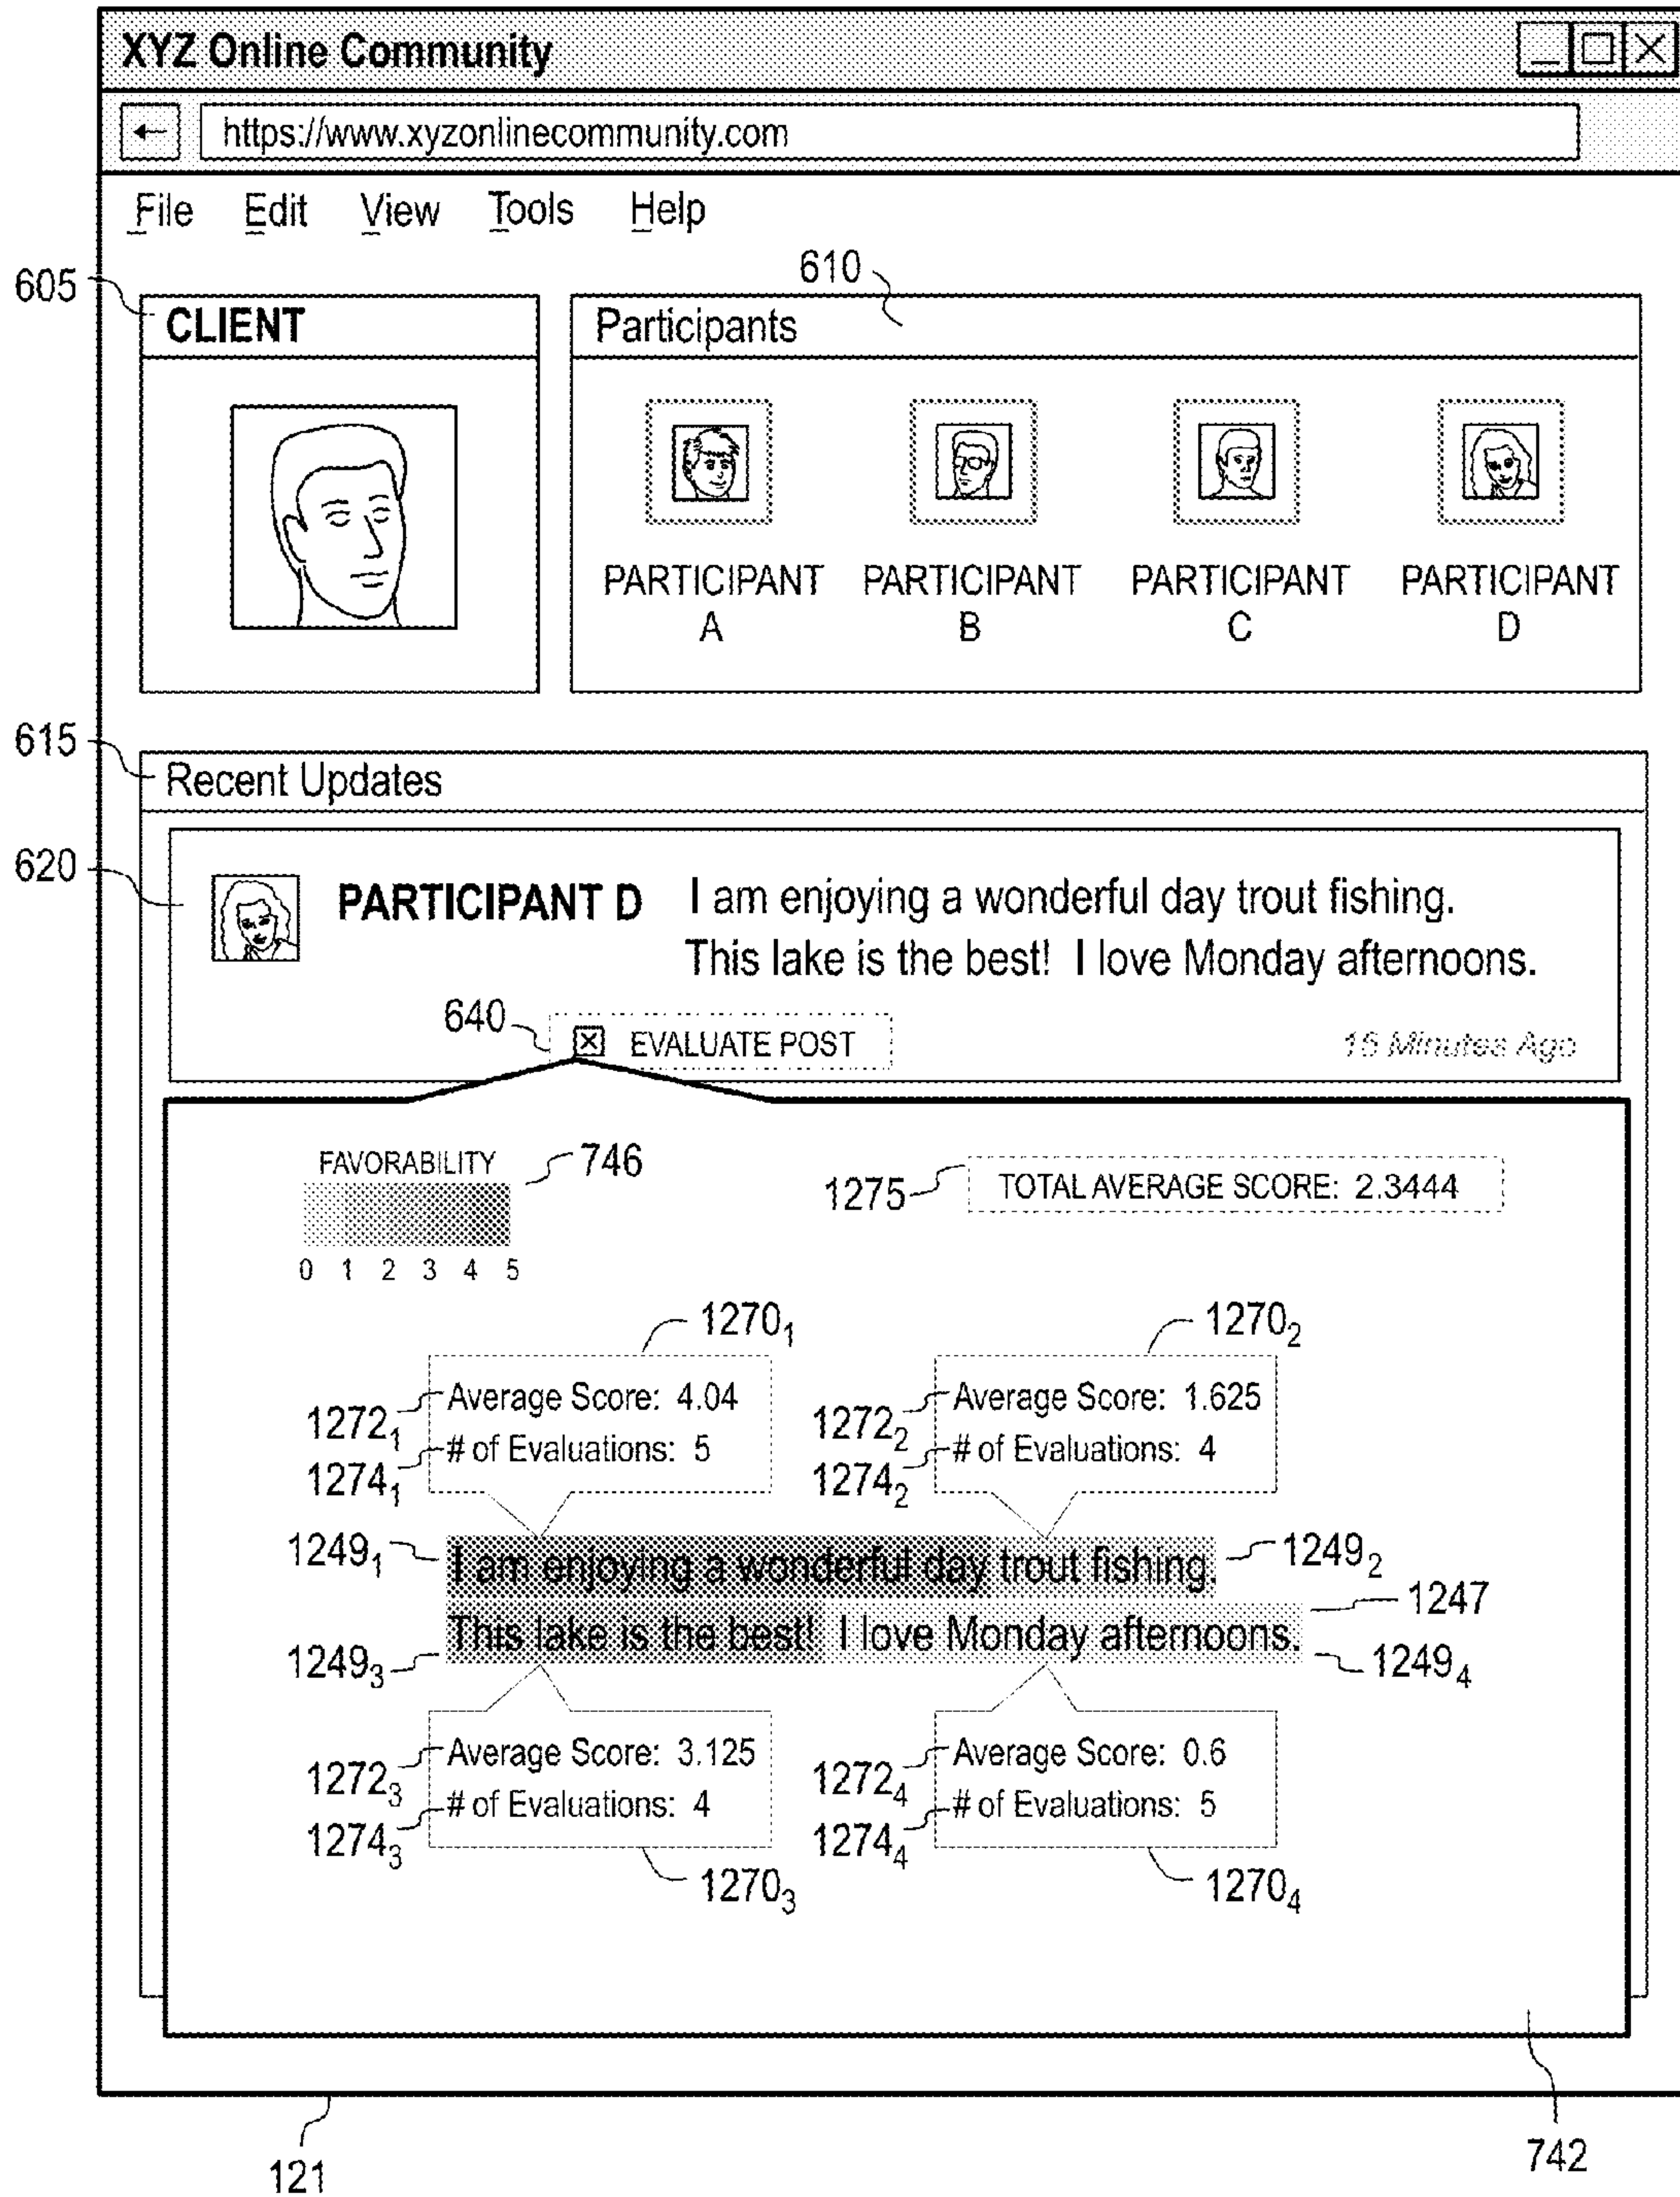 XYZ Online Community
https://www.xyzonlinecommunity.com
File Edit View Tools Help
605
610
CLIENT
Participants
PARTICIPANT A
PARTICIPANT B
PARTICIPANT C
PARTICIPANT D
615
Recent Updates
620
PARTICIPANT D I am enjoying a wonderful day trout fishing.
This lake is the best! I love Monday afternoons.
640
EVALUATE POST
15 Minutes Ago
FAVORABILITY
746
0 1 2 3 4 5
1275
TOTAL AVERAGE SCORE: 2.3444
1270₁
1270₂
1272₁ Average Score: 4.04
1274₁ # of Evaluations: 5
1272₂ Average Score: 1.625
1274₂ # of Evaluations: 4
1249₁ I am enjoying a wonderful day trout fishing. 1249₂
1247
1249₃ This lake is the best! I love Monday afternoons. 1249₄
1272₃ Average Score: 3.125
1274₃ # of Evaluations: 4
1272₄ Average Score: 0.6
1274₄ # of Evaluations: 5
1270₃
1270₄
121
742